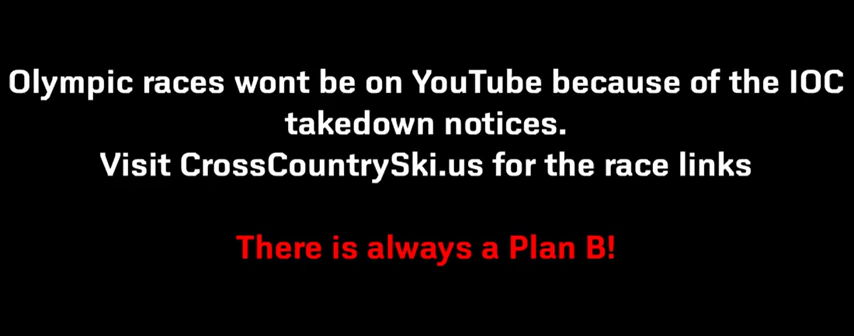 Olympic races wont be on YouTube because of the IOC
takedown notices.
Visit CrossCountrySki.us for the race links
There is always a Plan B!